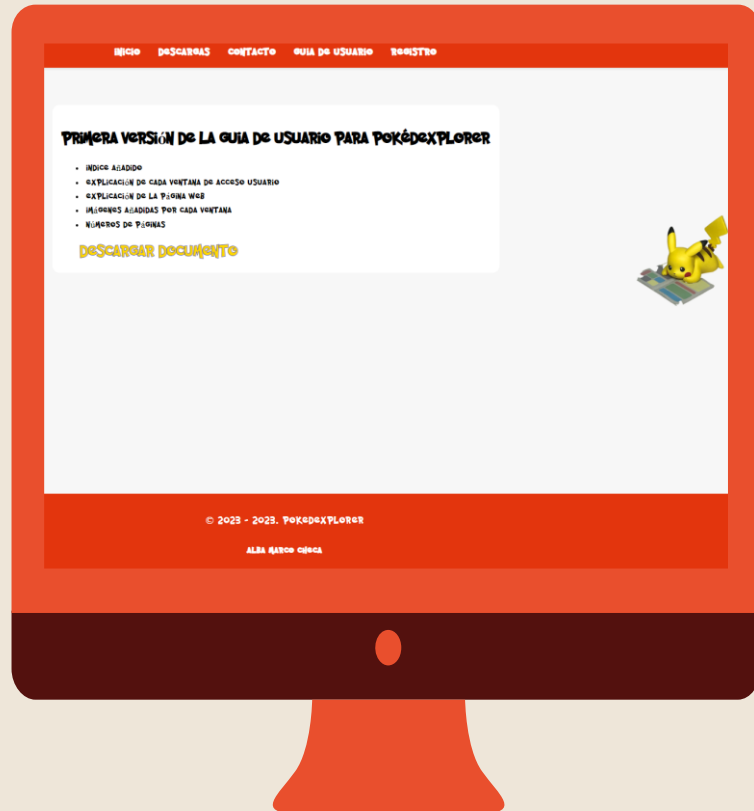 INICIO DESCARGAS CONTACTO GUIA DE USUARIO REGISTRO
PRIMERA VERSIÓN DE LA GUIA DE USUARIO PARA POKÉDEXPLORER
• INDICE AÑADIDO
• EXPLICACIÓN DE CADA VENTANA DE ACCESO USUARIO
• EXPLICACIÓN DE LA PÁGINA WEB
• IMÁGENES AÑADIDAS POR CADA VENTANA
• NÚMEROS DE PÁGINAS
DESCARGAR DOCUMENTO
© 2023 - 2023. POKEDEXPLORER
ALBA MARCO CHECA